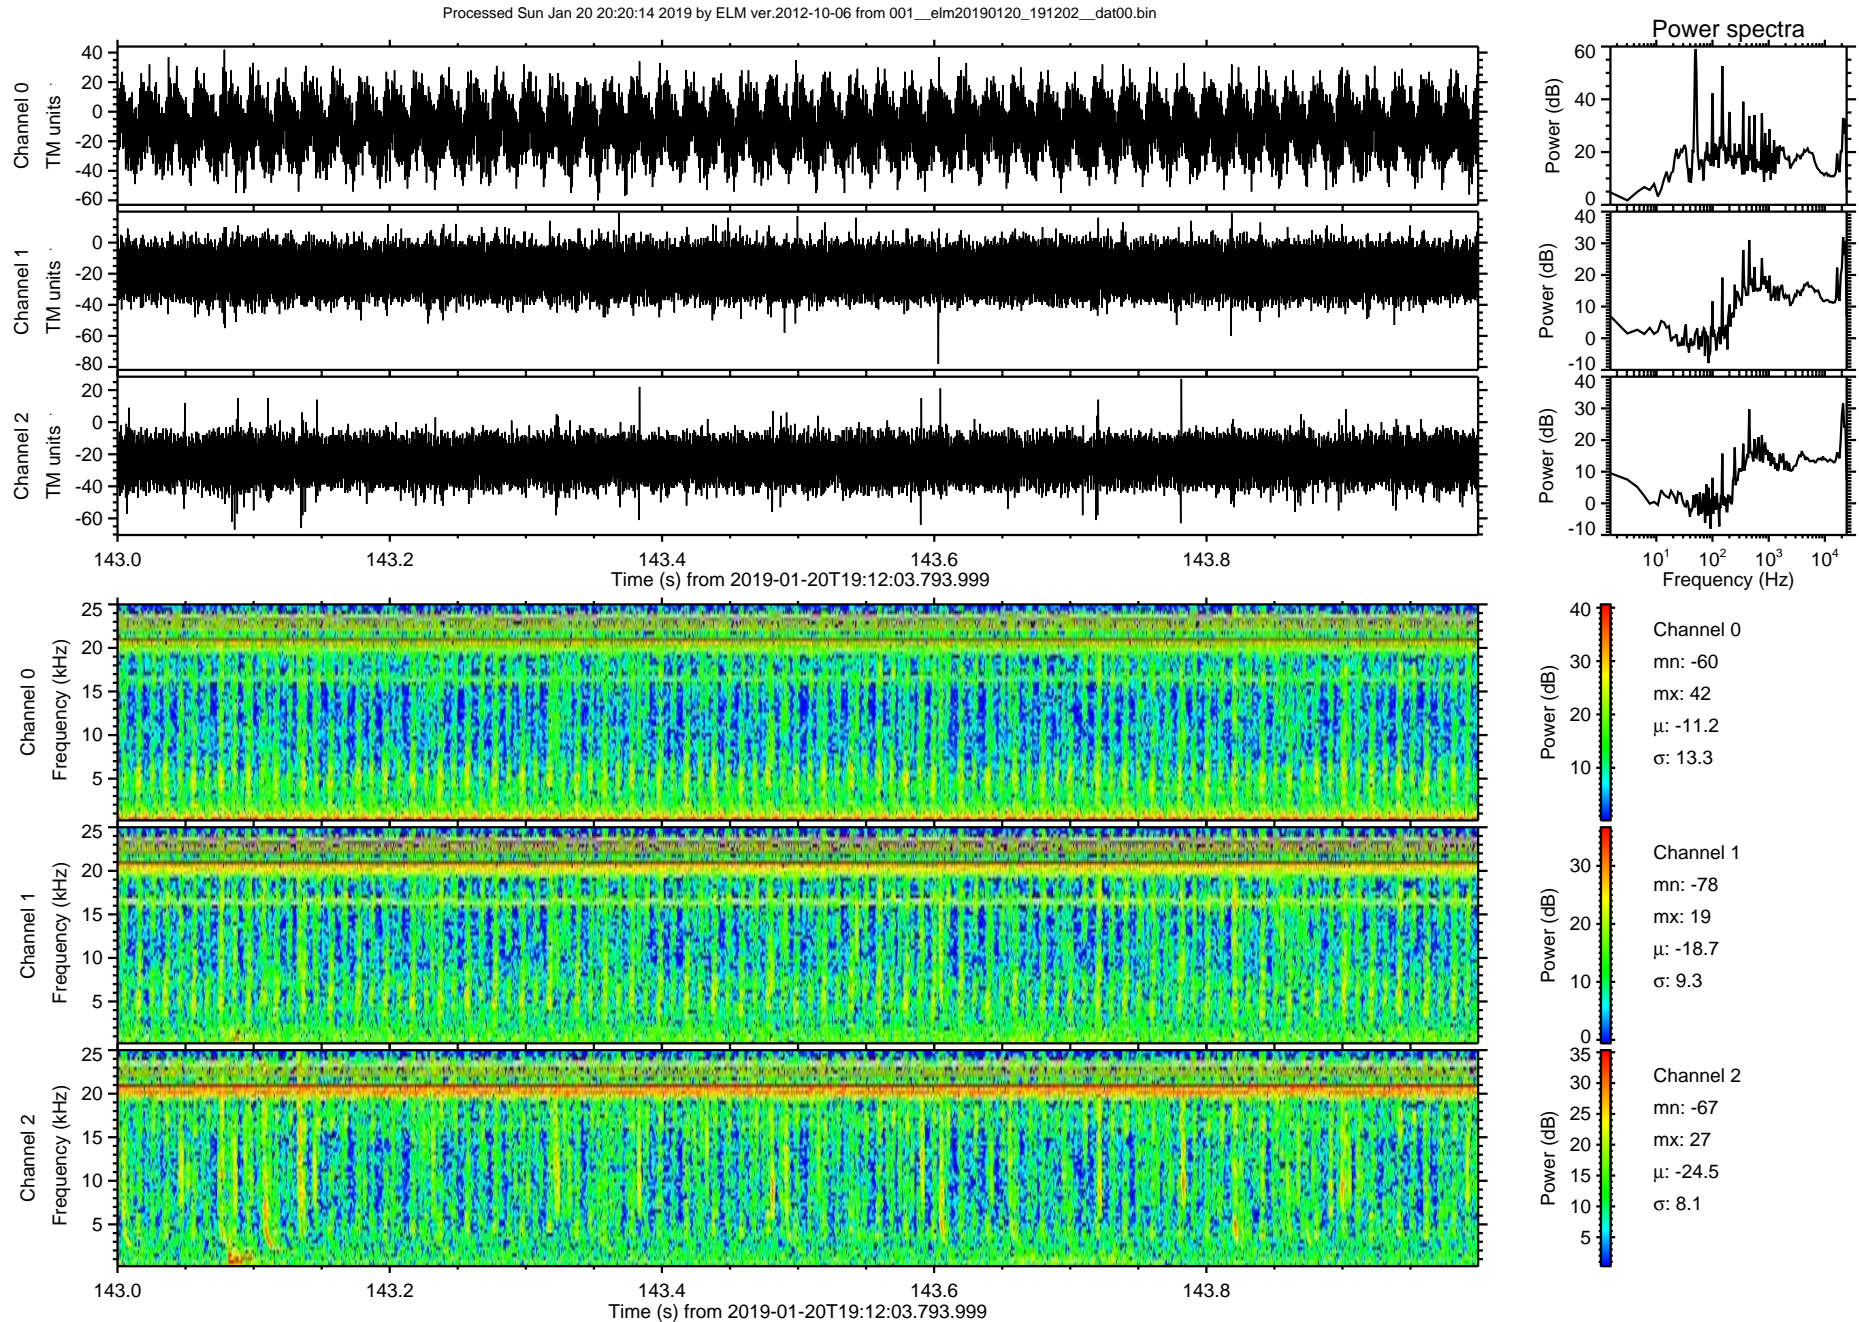 Processed Sun Jan 20 20:20:14 2019 by ELM ver.2012-10-06 from 001__elm20190120_191202__dat00.bin
Power spectra
Channel 0
TM units
40
20
0
-20
-40
-60
Power (dB)
60
40
20
0
Channel 1
TM units
0
-20
-40
-60
-80
Power (dB)
40
30
20
10
0
-10
Channel 2
TM units
20
0
-20
-40
-60
Power (dB)
40
30
20
10
0
-10
143.0 143.2 143.4 143.6 143.8
Time (s) from 2019-01-20T19:12:03.793.999
10^1 10^2 10^3 10^4
Frequency (Hz)
Channel 0
Frequency (kHz)
25
20
15
10
5
Power (dB)
40
30
20
10
Channel 0
mn: -60
mx: 42
μ: -11.2
σ: 13.3
Channel 1
Frequency (kHz)
25
20
15
10
5
Power (dB)
30
20
10
0
Channel 1
mn: -78
mx: 19
μ: -18.7
σ: 9.3
Channel 2
Frequency (kHz)
25
20
15
10
5
Power (dB)
35
30
25
20
15
10
5
Channel 2
mn: -67
mx: 27
μ: -24.5
σ: 8.1
143.0 143.2 143.4 143.6 143.8
Time (s) from 2019-01-20T19:12:03.793.999